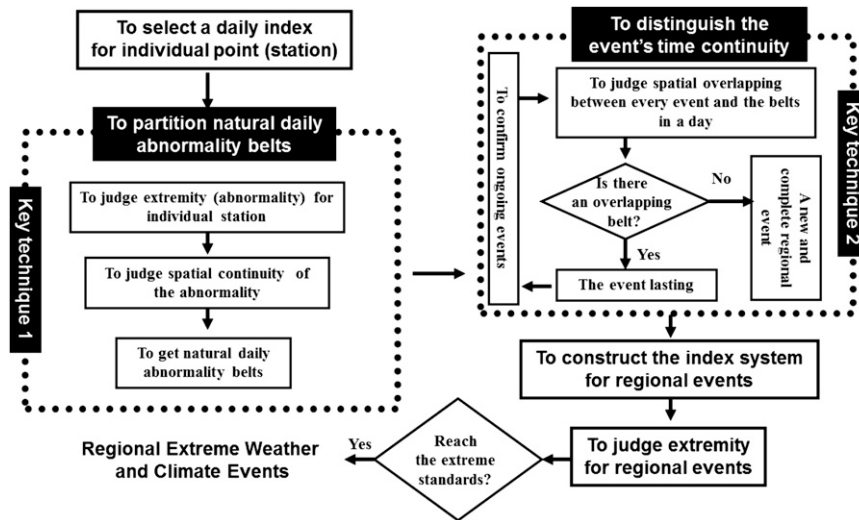 To select a daily index
for individual point (station)
To partition natural daily
abnormality belts
Key technique 1
To judge extremity (abnormality) for
individual station
To judge spatial continuity of
the abnormality
To get natural daily
abnormality belts
To distinguish the
event's time continuity
Key technique 2
To confirm ongoing events
To judge spatial overlapping
between every event and the belts
in a day
Is there
an overlapping
belt?
No
Yes
A new and
complete regional
event
The event lasting
To construct the index system
for regional events
To judge extremity
for regional events
Reach
the extreme
standards?
Yes
Regional Extreme Weather
and Climate Events